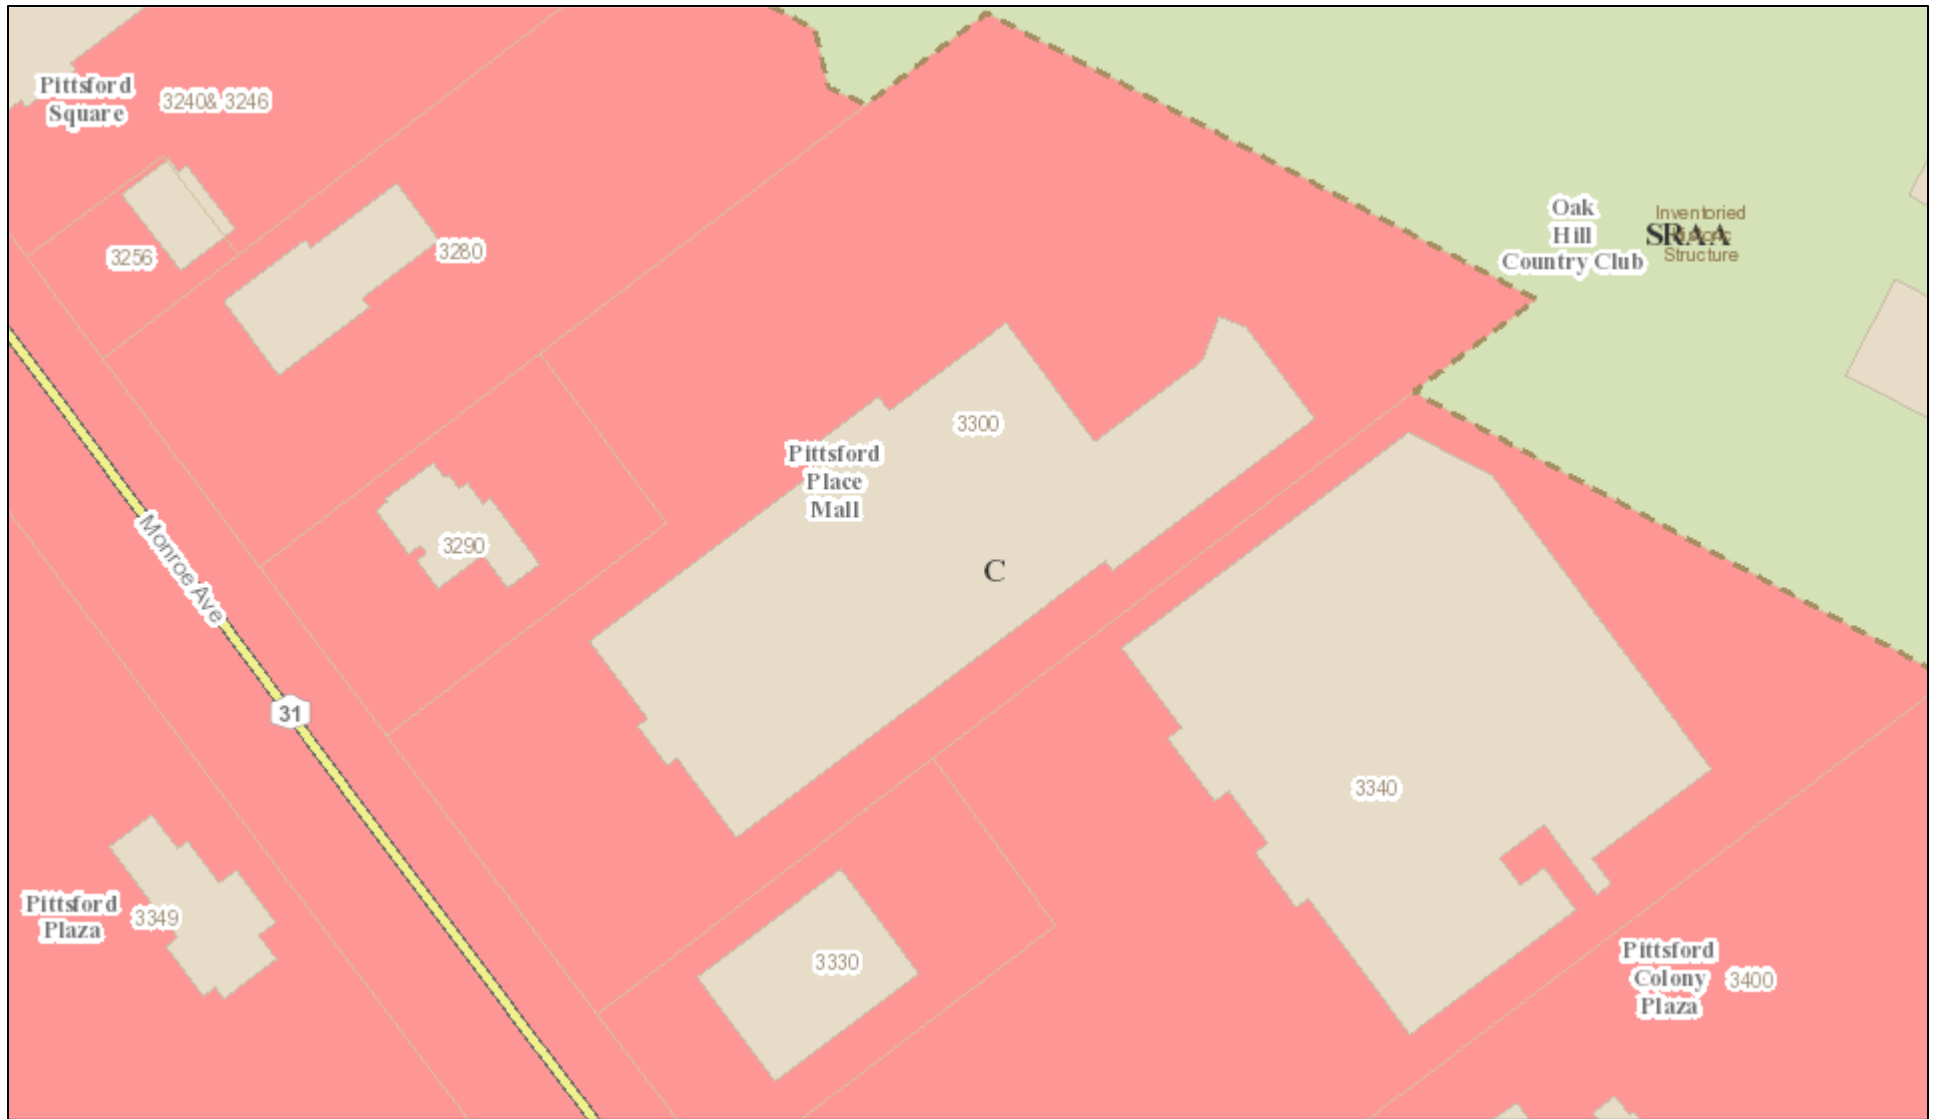 Pittsford
Square
3240& 3246
3256
3280
Oak
Hill
Country Club
Inventoried
SRAA
Structure
3300
Pittsford
Place
Mall
Monroe Ave
3290
C
31
3340
Pittsford
Plaza
3349
3330
Pittsford
Colony
Plaza
3400